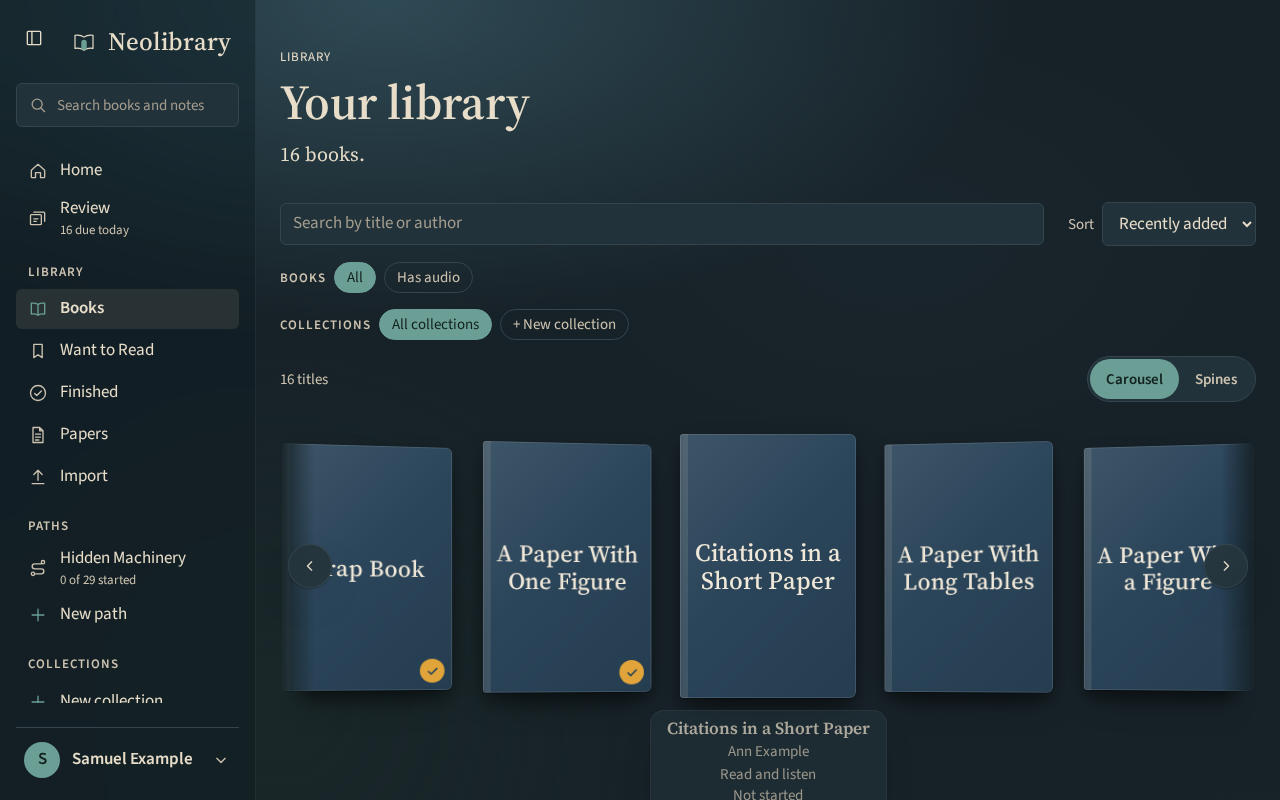 Neolibrary
Search books and notes
Home
Review
16 due today
LIBRARY
Books
Want to Read
Finished
Papers
Import
PATHS
Hidden Machinery
0 of 29 started
New path
COLLECTIONS
New collection
S
Samuel Example
LIBRARY
Your library
16 books.
Search by title or author
Sort
Recently added
BOOKS
All
Has audio
COLLECTIONS
All collections
+ New collection
16 titles
Carousel
Spines
rap Book
A Paper With
One Figure
Citations in a
Short Paper
A Paper With
Long Tables
A Paper
a Figure
Citations in a Short Paper
Ann Example
Read and listen
Not started